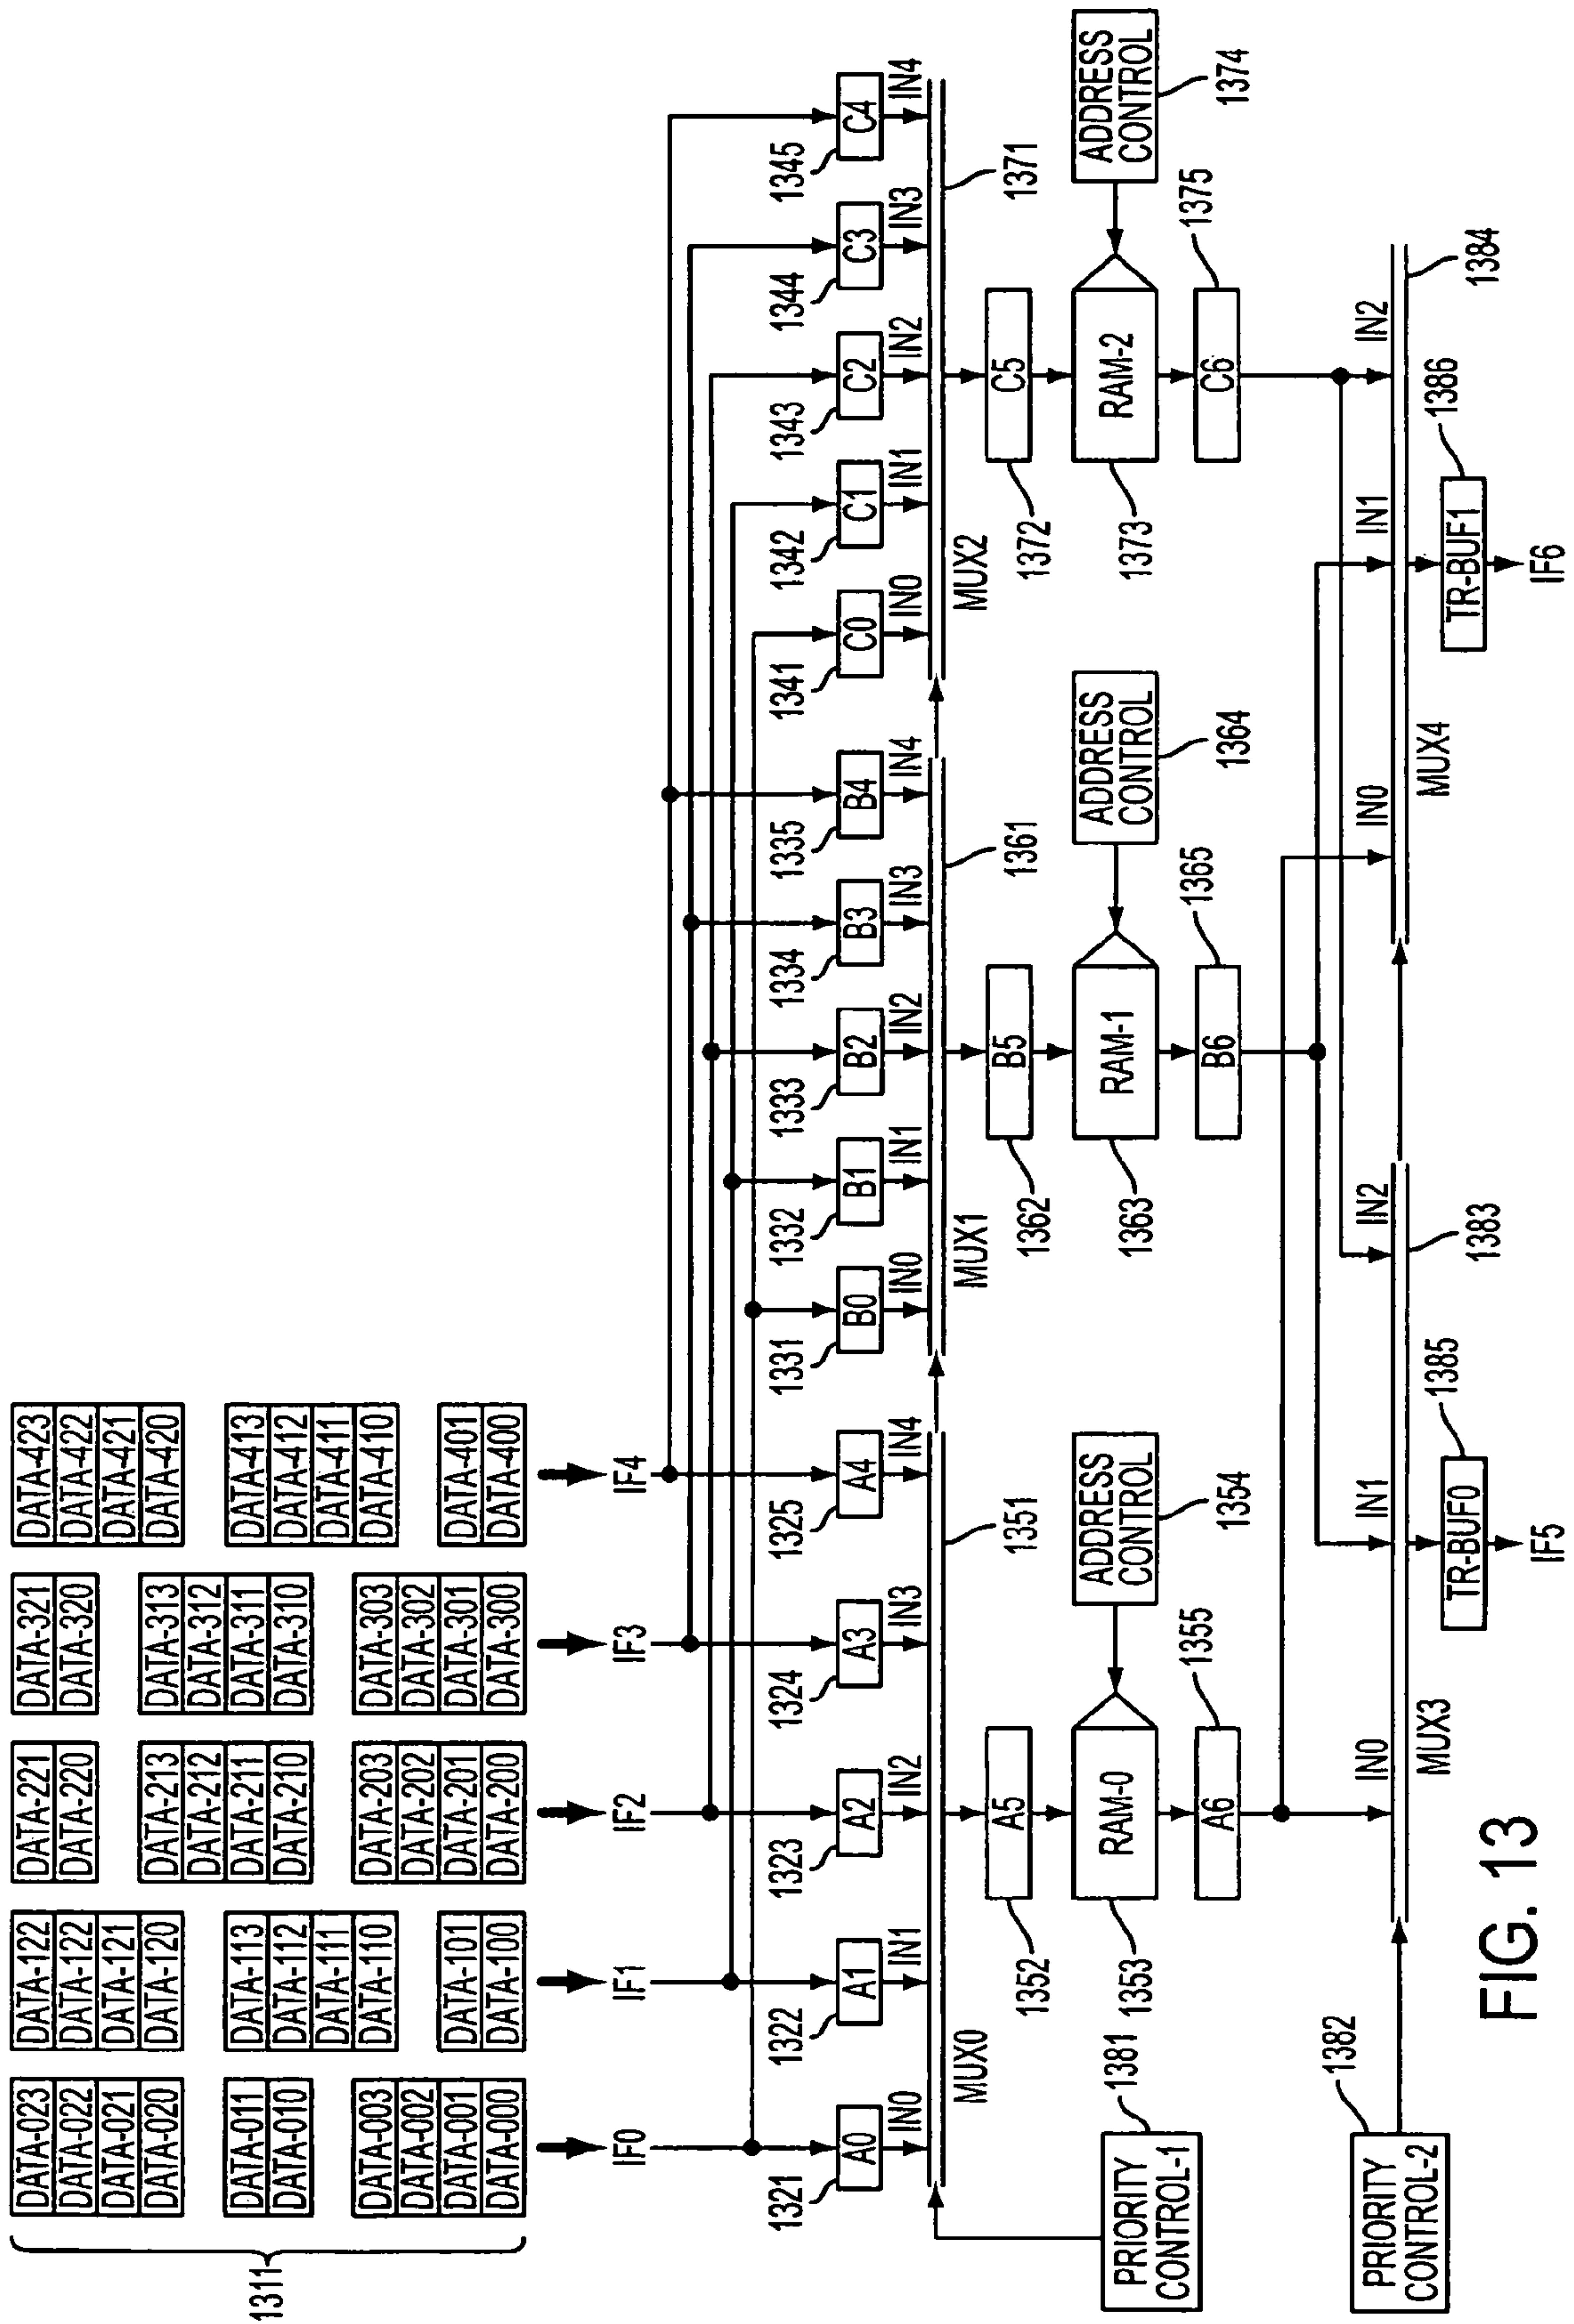 1311
DATA-023
DATA-022
DATA-021
DATA-020
DATA-011
DATA-010
DATA-003
DATA-002
DATA-001
DATA-000
DATA-122
DATA-122
DATA-121
DATA-120
DATA-113
DATA-112
DATA-111
DATA-110
DATA-101
DATA-100
DATA-221
DATA-220
DATA-213
DATA-212
DATA-211
DATA-210
DATA-203
DATA-202
DATA-201
DATA-200
DATA-321
DATA-320
DATA-313
DATA-312
DATA-311
DATA-310
DATA-303
DATA-302
DATA-301
DATA-300
DATA-423
DATA-422
DATA-421
DATA-420
DATA-413
DATA-412
DATA-411
DATA-410
DATA-401
DATA-400
IF0
IF1
IF2
IF3
IF4
1321
A0
1322
A1
1323
A2
1324
A3
1325
A4
1331
B0
1332
B1
1333
B2
1334
B3
1335
B4
1341
C0
1342
C1
1343
C2
1344
C3
1345
C4
IN0
IN1
IN2
IN3
IN4
IN0
IN1
IN2
IN3
IN4
IN0
IN1
IN2
IN3
IN4
MUX0
1351
MUX1
1361
MUX2
1371
A5
1352
B5
1362
C5
1372
PRIORITY
CONTROL-1
1381
RAM-0
1353
ADDRESS
CONTROL
1354
RAM-1
1363
ADDRESS
CONTROL
1364
RAM-2
1373
ADDRESS
CONTROL
1374
A6
1355
B6
1365
C6
1375
PRIORITY
CONTROL-2
1382
IN0
IN1
IN2
IN0
IN1
IN2
MUX3
1383
MUX4
1384
TR-BUF0
1385
TR-BUF1
1386
IF5
IF6
FIG. 13